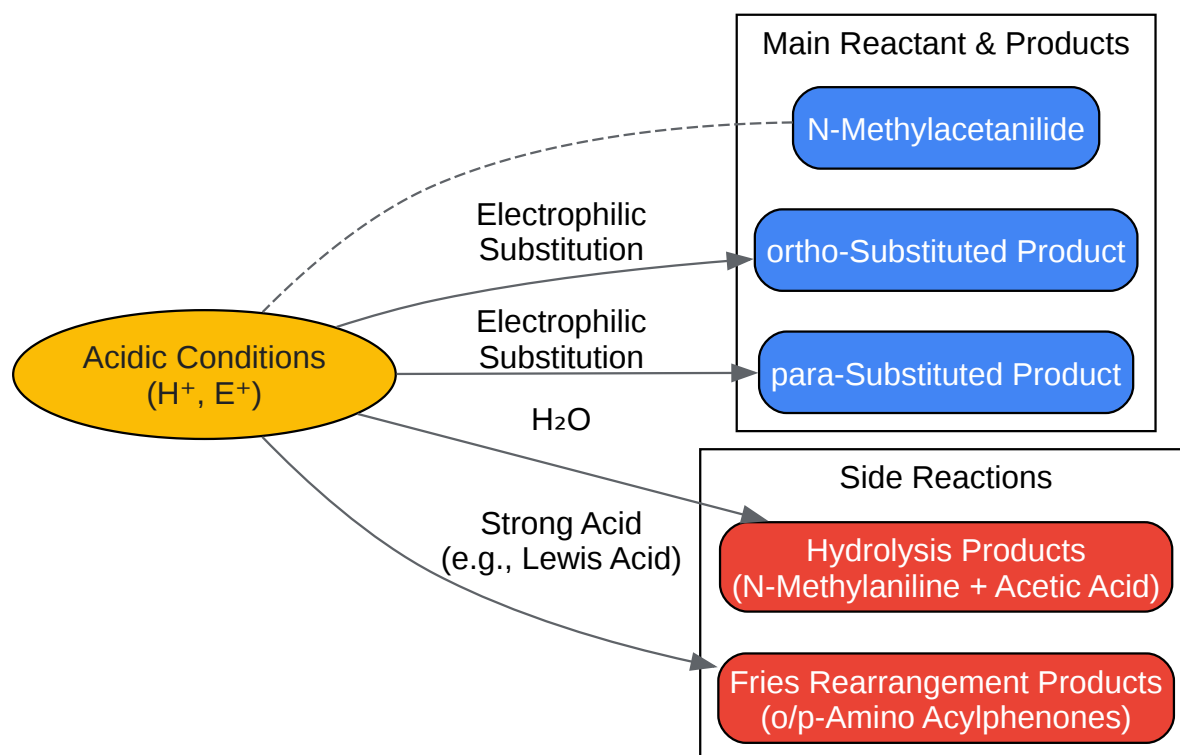 Main Reactant & Products
N-Methylacetanilide
Electrophilic
Substitution
ortho-Substituted Product
Electrophilic
Substitution
para-Substituted Product
Acidic Conditions
(H⁺, E⁺)
H₂O
Side Reactions
Strong Acid
(e.g., Lewis Acid)
Hydrolysis Products
(N-Methylaniline + Acetic Acid)
Fries Rearrangement Products
(o/p-Amino Acylphenones)